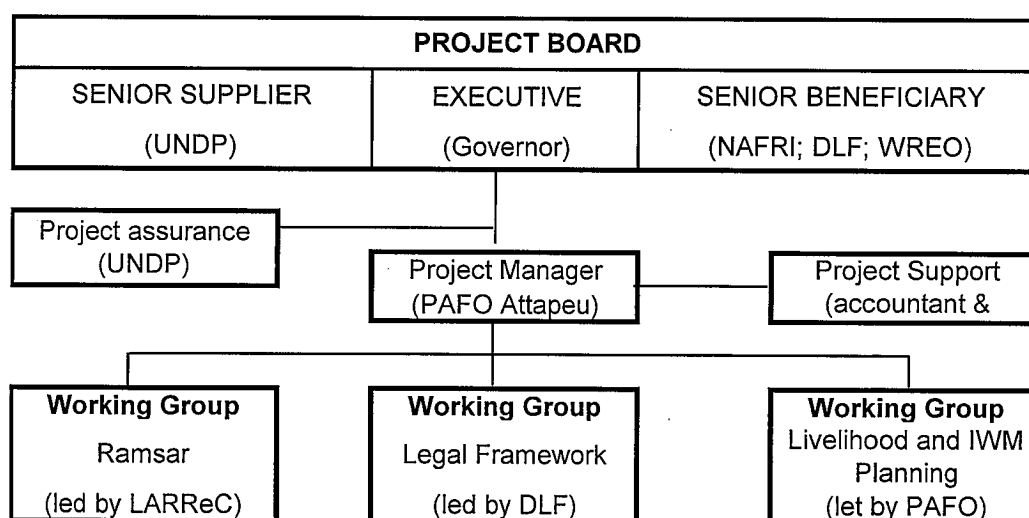 PROJECT BOARD
SENIOR SUPPLIER
(UNDP)
EXECUTIVE
(Governor)
SENIOR BENEFICIARY
(NAFRI; DLF; WREO)
Project assurance
(UNDP)
Project Manager
(PAFO Attapeu)
Project Support
(accountant &
Working Group
Ramsar
(led by LARReC)
Working Group
Legal Framework
(led by DLF)
Working Group
Livelihood and IWM
Planning
(let by PAFO)